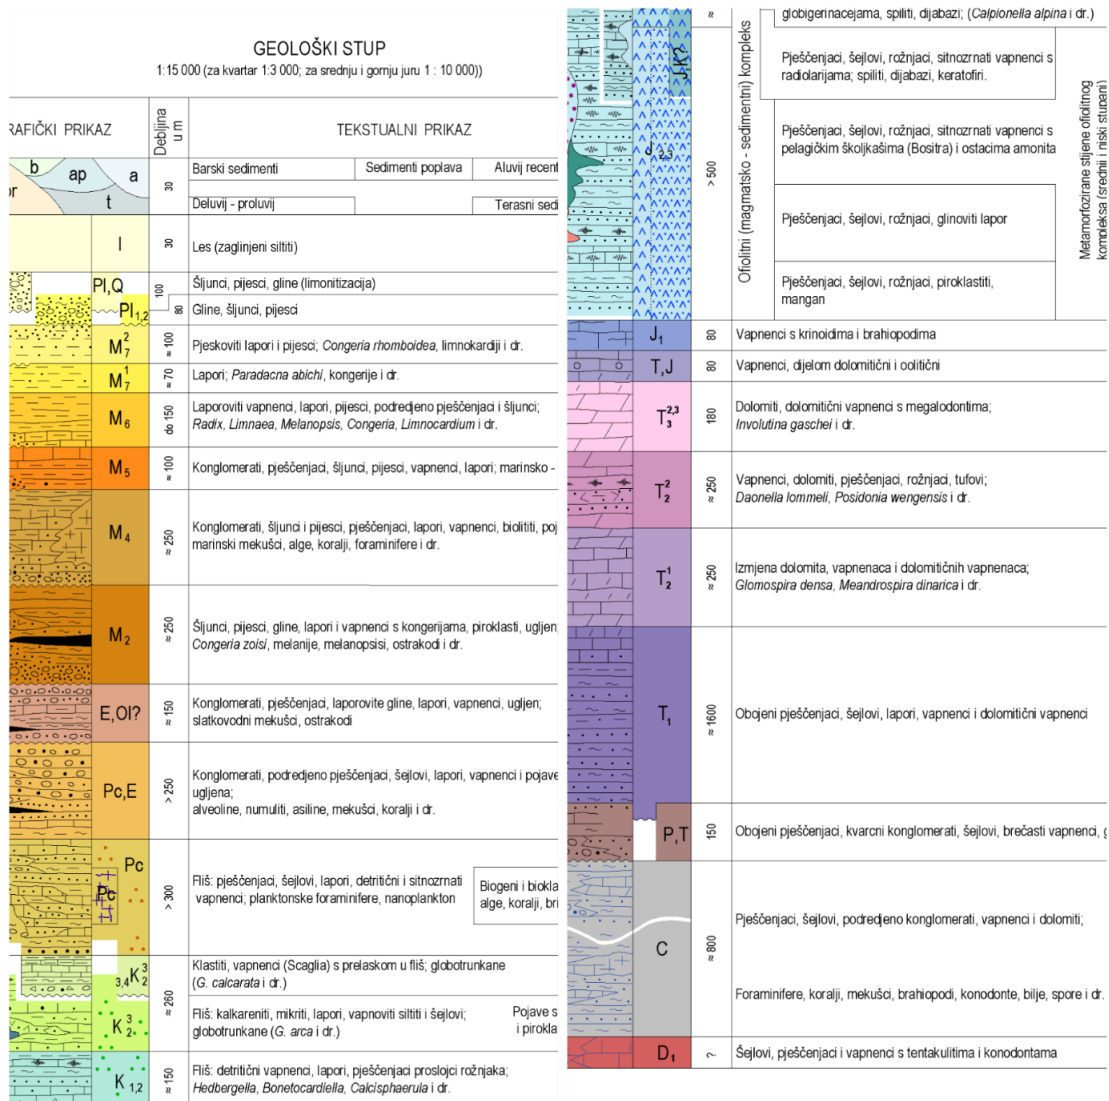 GEOLOŠKI STUP
1:15 000 (za kvartar 1:3 000; za srednju i gornju juru 1 : 10 000))
RAFIČKI PRIKAZ
Debljina
u m
TEKSTUALNI PRIKAZ
b
ap
a
or
t
30
Barski sedimenti
Sedimenti poplava
Aluvij recent
Deluvij - proluvij
Terasni sedi
l
30
Les (zaglinjeni siltiti)
Pl,Q
100
Šljunci, pijesci, gline (limonitizacija)
Pl1,2
80
Gline, šljunci, pijesci
M⁠²₇
≈100
Pjeskoviti lapori i pijesci; Congeria rhomboidea, limnokardiji i dr.
M¹₇
≈70
Lapori; Paradacna abichi, kongerije i dr.
M₆
do 150
Laporoviti vapnenci, lapori, pijesci, podredjeno pješčenjaci i šljunci;
Radix, Limnaea, Melanopsis, Congeria, Limnocardium i dr.
M₅
≈100
Konglomerati, pješčenjaci, šljunci, pijesci, vapnenci, lapori; marinsko -
M₄
≈250
Konglomerati, šljunci i pijesci, pješčenjaci, lapori, vapnenci, biolititi, poj
marinski mekušci, alge, koralji, foraminifere i dr.
M₂
≈250
Šljunci, pijesci, gline, lapori i vapnenci s kongerijama, piroklasti, ugljen;
Congeria zoisi, melanije, melanopsisi, ostrakodi i dr.
E,Ol?
≈150
Konglomerati, pješčenjaci, laporovite gline, lapori, vapnenci, ugljen;
slatkovodni mekušci, ostrakodi
Pc,E
> 250
Konglomerati, podredjeno pješčenjaci, šejlovi, lapori, vapnenci i pojave
ugljena;
alveoline, numuliti, asiline, mekušci, koralji i dr.
Pc
Pc
> 300
Fliš: pješčenjaci, šejlovi, lapori, detritični i sitnozrnati
vapnenci; planktonske foraminifere, nanoplankton
Biogeni i biokla
alge, koralji, bri
3,4K³₂
≈260
Klastiti, vapnenci (Scaglia) s prelaskom u fliš; globotrunkane
(G. calcarata i dr.)
K³₂
Fliš: kalkareniti, mikriti, lapori, vapnoviti siltiti i šejlovi;
globotrunkane (G. arca i dr.)
Pojave s
i pirokla
K1,2
≈150
Fliš: detritični vapnenci, lapori, pješčenjaci proslojci rožnjaka;
Hedbergella, Bonetocardiella, Calcisphaerula i dr.
≈
globigerinacejama, spiliti, dijabazi; (Calpionella alpina i dr.)
J,K?
J2,3
> 500
Ofiolitni (magmatsko - sedimentni) kompleks
Pješčenjaci, šejlovi, rožnjaci, sitnozrnati vapnenci s
radiolarijama; spiliti, dijabazi, keratofiri.
Pješčenjaci, šejlovi, rožnjaci, sitnozrnati vapnenci s
pelagičkim školjkašima (Bositra) i ostacima amonita
Pješčenjaci, šejlovi, rožnjaci, glinoviti lapor
Pješčenjaci, šejlovi, rožnjaci, piroklastiti,
mangan
Metamorfozirane stijene ofiolitnog
kompleksa (srednji i niski stupanj)
J₁
80
Vapnenci s krinoidima i brahiopodima
T,J
80
Vapnenci, dijelom dolomitični i oolitični
T²,³₃
180
Dolomiti, dolomitični vapnenci s megalodontima;
Involutina gaschei i dr.
T²₂
≈250
Vapnenci, dolomiti, pješčenjaci, rožnjaci, tufovi;
Daonella lommeli, Posidonia wengensis i dr.
T¹₂
≈250
Izmjena dolomita, vapnenaca i dolomitičnih vapnenaca;
Glomospira densa, Meandrospira dinarica i dr.
T₁
≈1600
Obojeni pješčenjaci, šejlovi, lapori, vapnenci i dolomitični vapnenci
P,T
150
Obojeni pješčenjaci, kvarcni konglomerati, šejlovi, brečasti vapnenci, g
C
≈800
Pješčenjaci, šejlovi, podredjeno konglomerati, vapnenci i dolomiti;
Foraminifere, koralji, mekušci, brahiopodi, konodonte, bilje, spore i dr.
D₁
?
Šejlovi, pješčenjaci i vapnenci s tentakulitima i konodontama